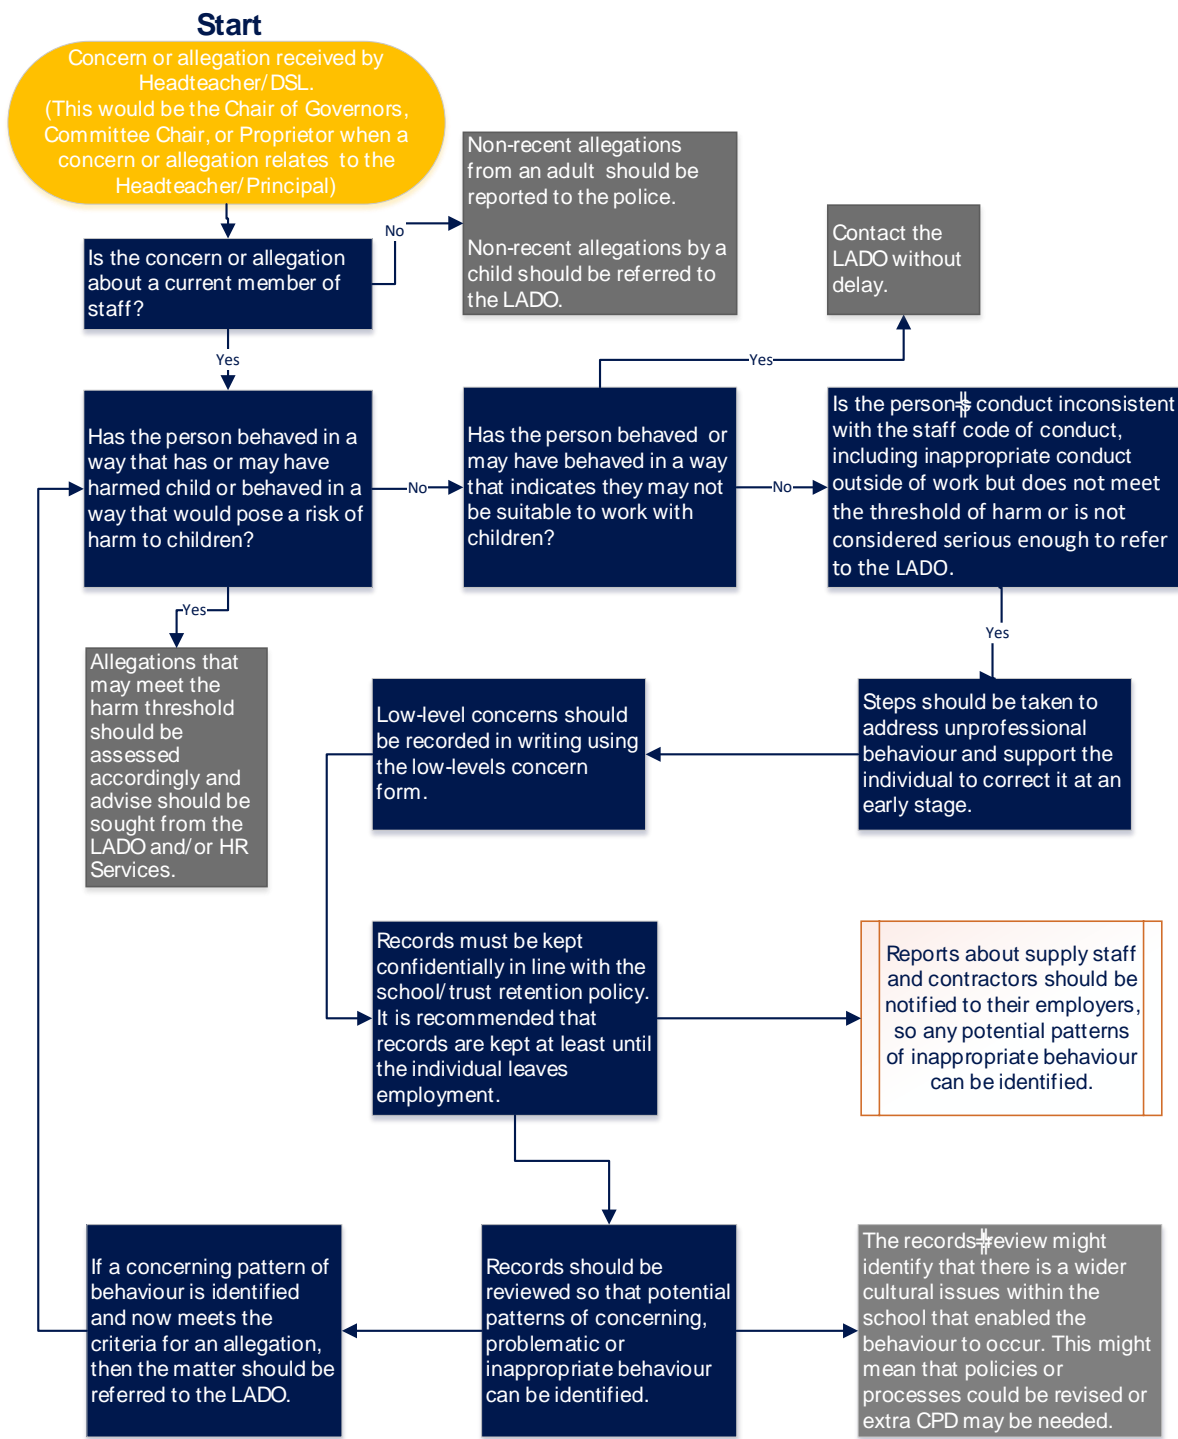 Start
Concern or allegation received by
Headteacher/DSL.
(This would be the Chair of Governors,
Committee Chair, or Proprietor when a
concern or allegation relates to the
Headteacher/Principal)
Non-recent allegations
from an adult should be
reported to the police.
Non-recent allegations by a
child should be referred to
the LADO.
Contact the
LADO without
delay.
No
Is the concern or allegation
about a current member of
staff?
Yes
Yes
Has the person behaved in a
way that has or may have
harmed child or behaved in a
way that would pose a risk of
harm to children?
No
Has the person behaved or
may have behaved in a way
that indicates they may not
be suitable to work with
children?
No
Is the person s conduct inconsistent
with the staff code of conduct,
including inappropriate conduct
outside of work but does not meet
the threshold of harm or is not
considered serious enough to refer
to the LADO.
Yes
Yes
Allegations that
may meet the
harm threshold
should be
assessed
accordingly and
advise should be
sought from the
LADO and/or HR
Services.
Low-level concerns should
be recorded in writing using
the low-levels concern
form.
Steps should be taken to
address unprofessional
behaviour and support the
individual to correct it at an
early stage.
Records must be kept
confidentially in line with the
school/trust retention policy.
It is recommended that
records are kept at least until
the individual leaves
employment.
Reports about supply staff
and contractors should be
notified to their employers,
so any potential patterns
of inappropriate behaviour
can be identified.
If a concerning pattern of
behaviour is identified
and now meets the
criteria for an allegation,
then the matter should be
referred to the LADO.
Records should be
reviewed so that potential
patterns of concerning,
problematic or
inappropriate behaviour
can be identified.
The records review might
identify that there is a wider
cultural issues within the
school that enabled the
behaviour to occur. This might
mean that policies or
processes could be revised or
extra CPD may be needed.